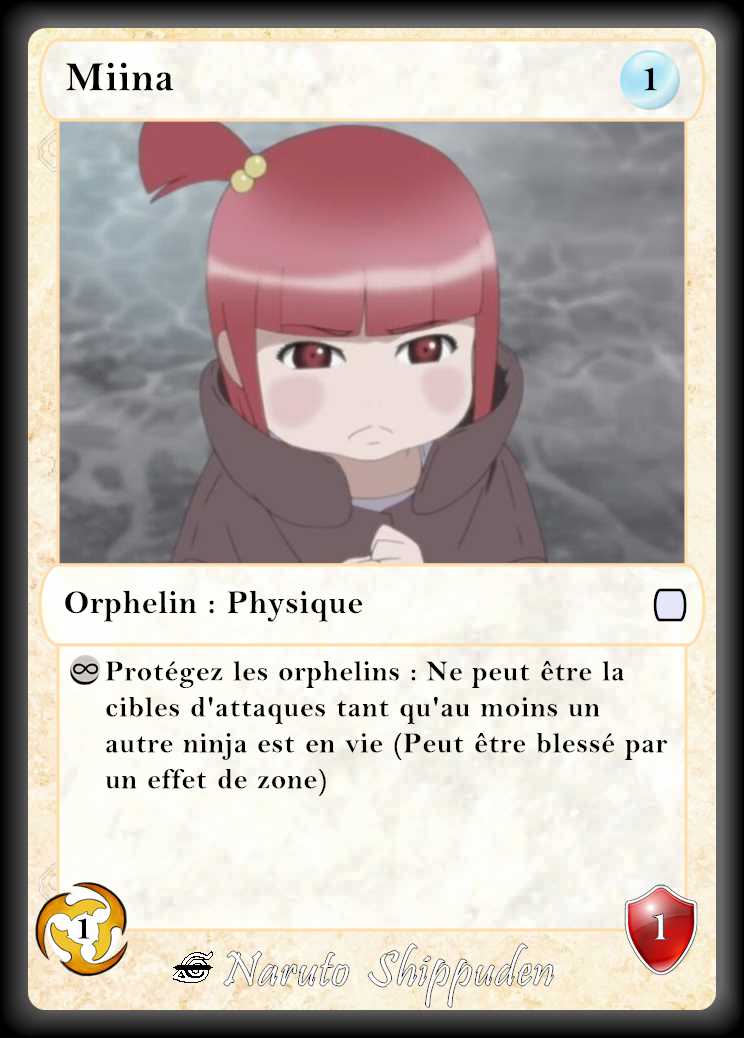 Miina
1
Orphelin : Physique
Protégez les orphelins : Ne peut être la
cibles d'attaques tant qu'au moins un
autre ninja est en vie (Peut être blessé par
un effet de zone)
1
1
Naruto Shippuden